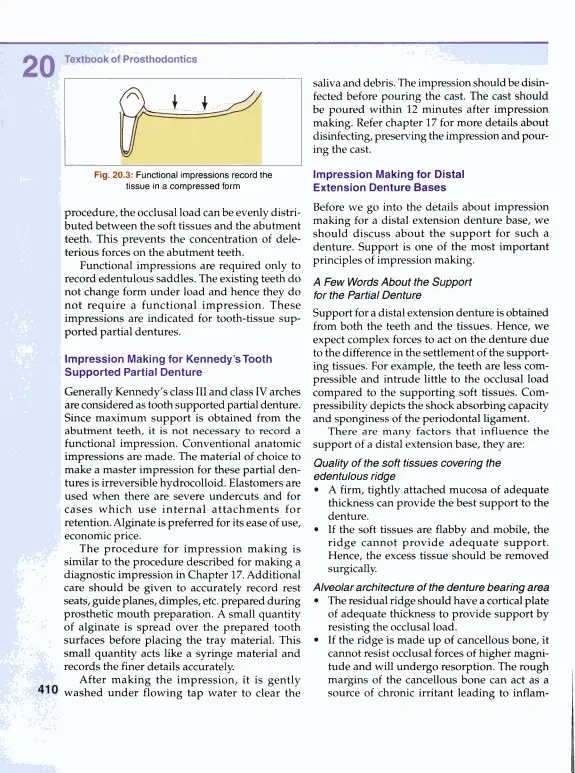 20
Textbook of Prosthodontics
Fig. 20.3: Functional impressions record the
tissue in a compressed form
procedure, the occlusal load can be evenly distri-
buted between the soft tissues and the abutment
teeth. This prevents the concentration of dele-
terious forces on the abutment teeth.
Functional impressions are required only to
record edentulous saddles. The existing teeth do
not change form under load and hence they do
not require a functional impression. These
impressions are indicated for tooth-tissue sup-
ported partial dentures.
Impression Making for Kennedy's Tooth
Supported Partial Denture
Generally Kennedy's class III and class IV arches
are considered as tooth supported partial denture.
Since maximum support is obtained from the
abutment teeth, it is not necessary to record a
functional impression. Conventional anatomic
impressions are made. The material of choice to
make a master impression for these partial den-
tures is irreversible hydrocolloid. Elastomers are
used when there are severe undercuts and for
cases which use internal attachments for
retention. Alginate is preferred for its ease of use,
economic price.
The procedure for impression making is
similar to the procedure described for making a
diagnostic impression in Chapter 17. Additional
care should be given to accurately record rest
seats, guide planes, dimples, etc. prepared during
prosthetic mouth preparation. A small quantity
of alginate is spread over the prepared tooth
surfaces before placing the tray material. This
small quantity acts like a syringe material and
records the finer details accurately.
After making the impression, it is gently
washed under flowing tap water to clear the
410
saliva and debris. The impression should be disin-
fected before pouring the cast. The cast should
be poured within 12 minutes after impression
making. Refer chapter 17 for more details about
disinfecting, preserving the impression and pour-
ing the cast.
Impression Making for Distal
Extension Denture Bases
Before we go into the details about impression
making for a distal extension denture base, we
should discuss about the support for such a
denture. Support is one of the most important
principles of impression making.
A Few Words About the Support
for the Partial Denture
Support for a distal extension denture is obtained
from both the teeth and the tissues. Hence, we
expect complex forces to act on the denture due
to the difference in the settlement of the support-
ing tissues. For example, the teeth are less com-
pressible and intrude little to the occlusal load
compared to the supporting soft tissues. Com-
pressibility depicts the shock absorbing capacity
and sponginess of the periodontal ligament.
There are many factors that influence the
support of a distal extension base, they are:
Quality of the soft tissues covering the
edentulous ridge
• A firm, tightly attached mucosa of adequate
thickness can provide the best support to the
denture.
• If the soft tissues are flabby and mobile, the
ridge cannot provide adequate support.
Hence, the excess tissue should be removed
surgically.
Alveolar architecture of the denture bearing area
• The residual ridge should have a cortical plate
of adequate thickness to provide support by
resisting the occlusal load.
• If the ridge is made up of cancellous bone, it
cannot resist occlusal forces of higher magni-
tude and will undergo resorption. The rough
margins of the cancellous bone can act as a
source of chronic irritant leading to inflam-